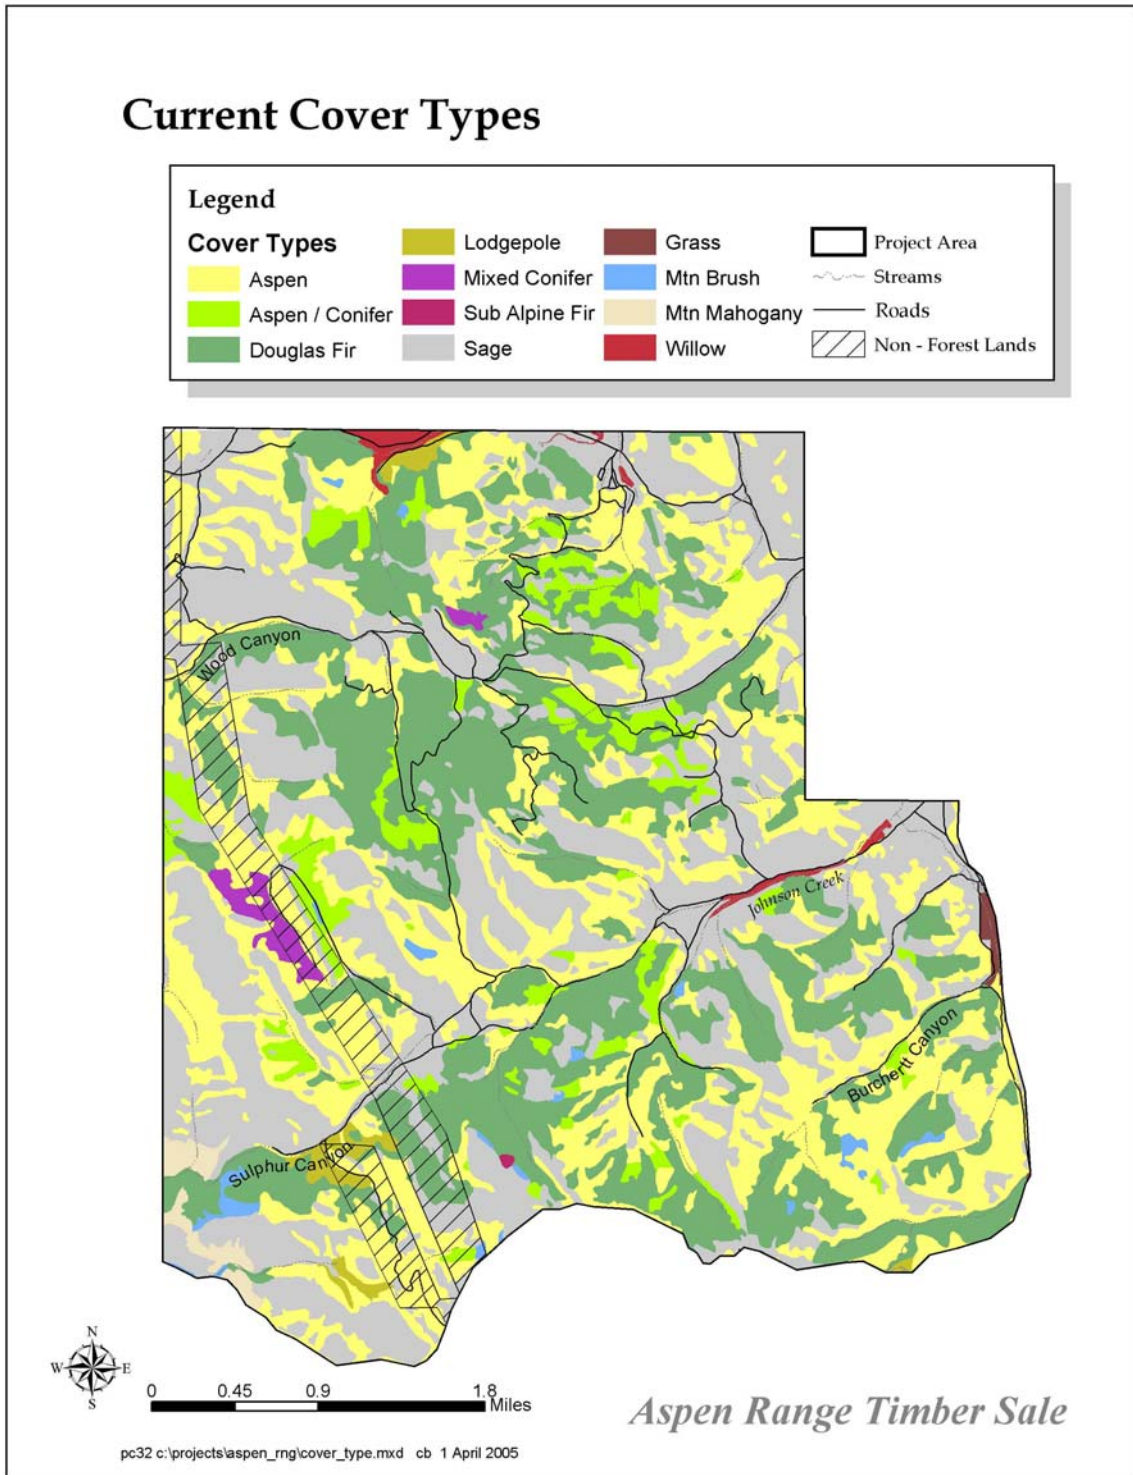 Current Cover Types
Legend
Cover Types
Aspen
Aspen / Conifer
Douglas Fir
Lodgepole
Mixed Conifer
Sub Alpine Fir
Sage
Grass
Mtn Brush
Mtn Mahogany
Willow
Project Area
Streams
Roads
Non - Forest Lands
Wood Canyon
Johnson Creek
Burchertt Canyon
Sulphur Canyon
N
W E
S
0 0.45 0.9 1.8
Miles
Aspen Range Timber Sale
pc32 c:\projects\aspen_rng\cover_type.mxd cb 1 April 2005